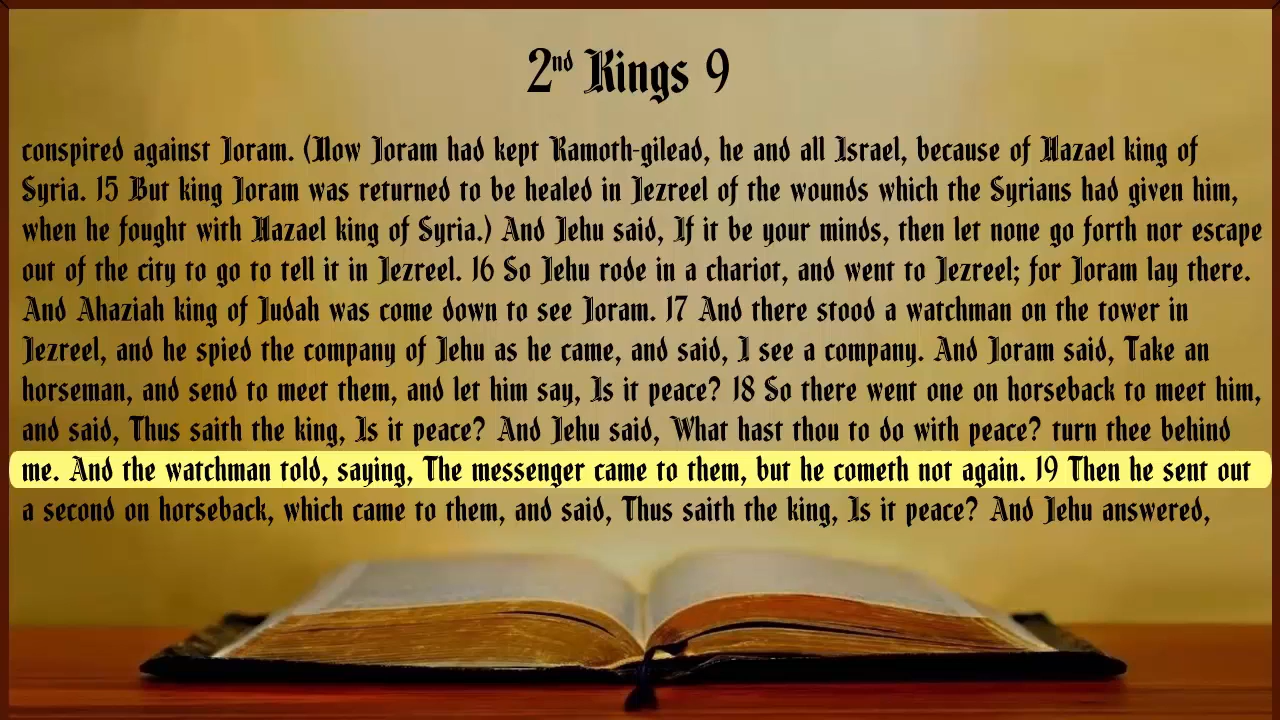 2nd Kings 9
conspired against Joram. (Now Joram had kept Ramoth-gilead, he and all Israel, because of Hazael king of
Syria. 15 But king Joram was returned to be healed in Jezreel of the wounds which the Syrians had given him,
when he fought with Hazael king of Syria.) And Jehu said, If it be your minds, then let none go forth nor escape
out of the city to go to tell it in Jezreel. 16 So Jehu rode in a chariot, and went to Jezreel; for Joram lay there.
And Ahaziah king of Judah was come down to see Joram. 17 And there stood a watchman on the tower in
Jezreel, and he spied the company of Jehu as he came, and said, I see a company. And Joram said, Take an
horseman, and send to meet them, and let him say, Is it peace? 18 So there went one on horseback to meet him,
and said, Thus saith the king, Is it peace? And Jehu said, What hast thou to do with peace? turn thee behind
me. And the watchman told, saying, The messenger came to them, but he cometh not again. 19 Then he sent out
a second on horseback, which came to them, and said, Thus saith the king, Is it peace? And Jehu answered,